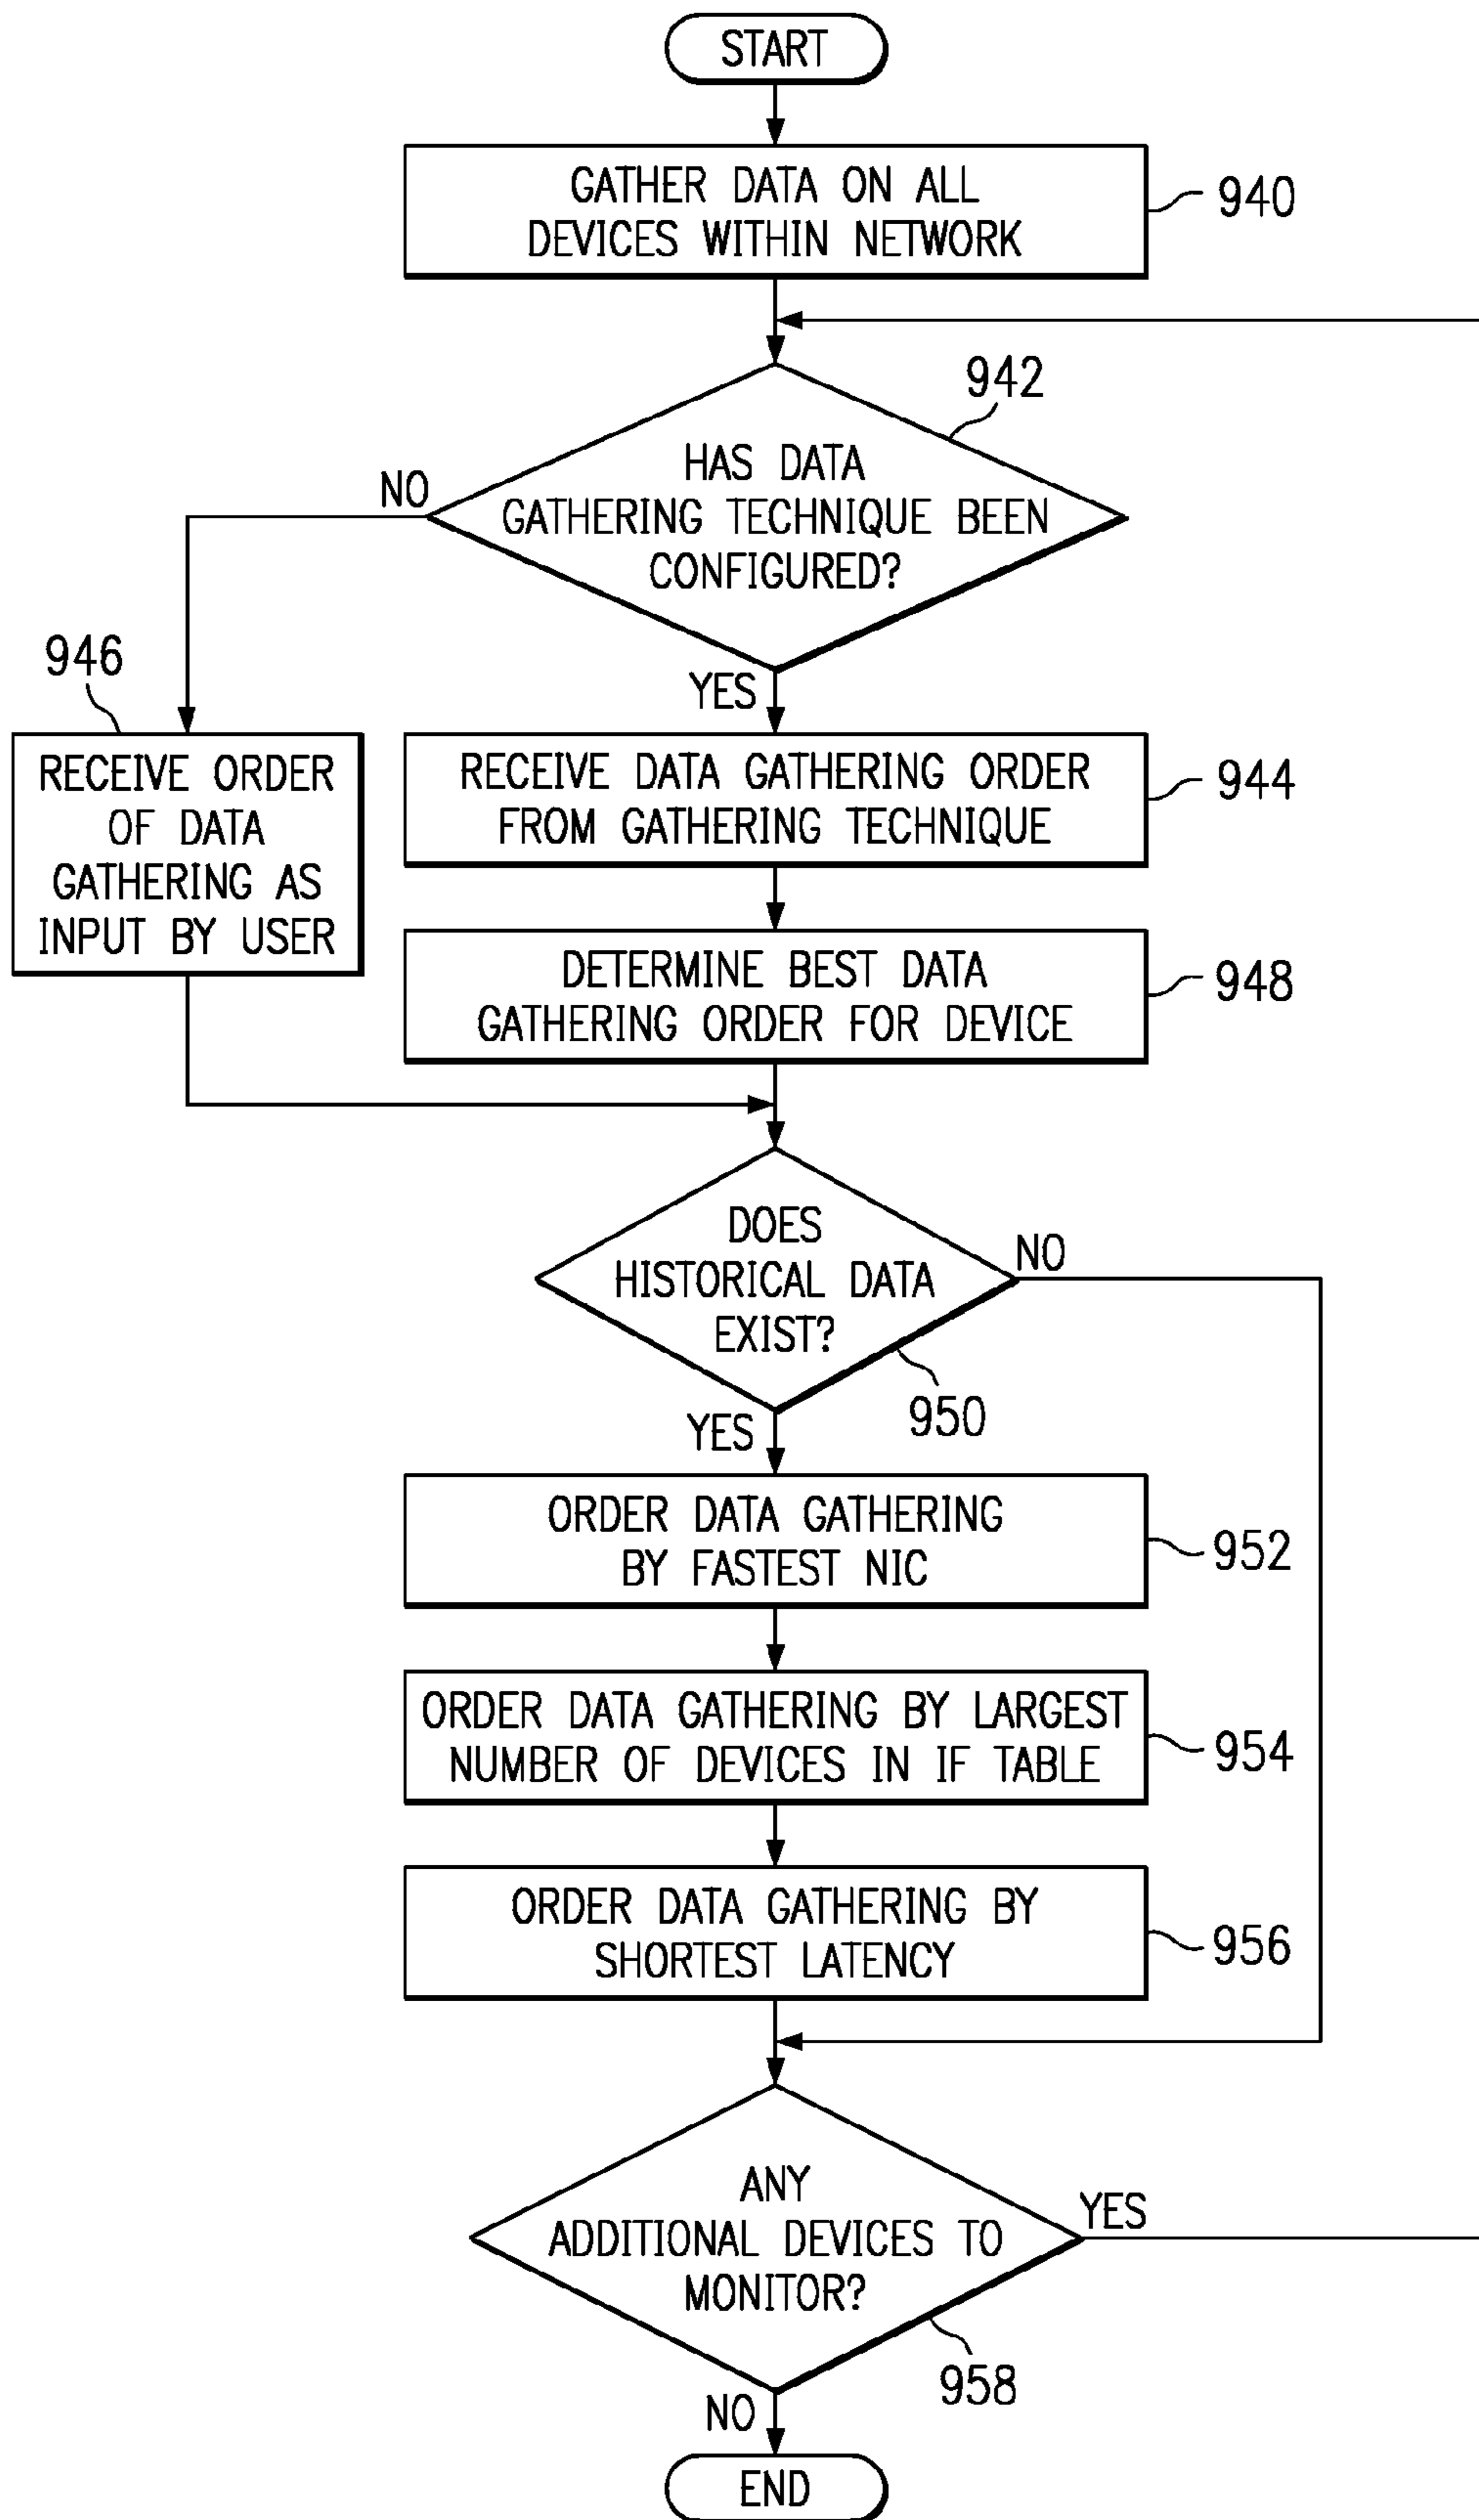 START
GATHER DATA ON ALL
DEVICES WITHIN NETWORK
940
942
HAS DATA
GATHERING TECHNIQUE BEEN
CONFIGURED?
NO
YES
946
RECEIVE ORDER
OF DATA
GATHERING AS
INPUT BY USER
RECEIVE DATA GATHERING ORDER
FROM GATHERING TECHNIQUE
944
DETERMINE BEST DATA
GATHERING ORDER FOR DEVICE
948
DOES
HISTORICAL DATA
EXIST?
NO
950
YES
ORDER DATA GATHERING
BY FASTEST NIC
952
ORDER DATA GATHERING BY LARGEST
NUMBER OF DEVICES IN IF TABLE
954
ORDER DATA GATHERING BY
SHORTEST LATENCY
956
ANY
ADDITIONAL DEVICES TO
MONITOR?
YES
958
NO
END